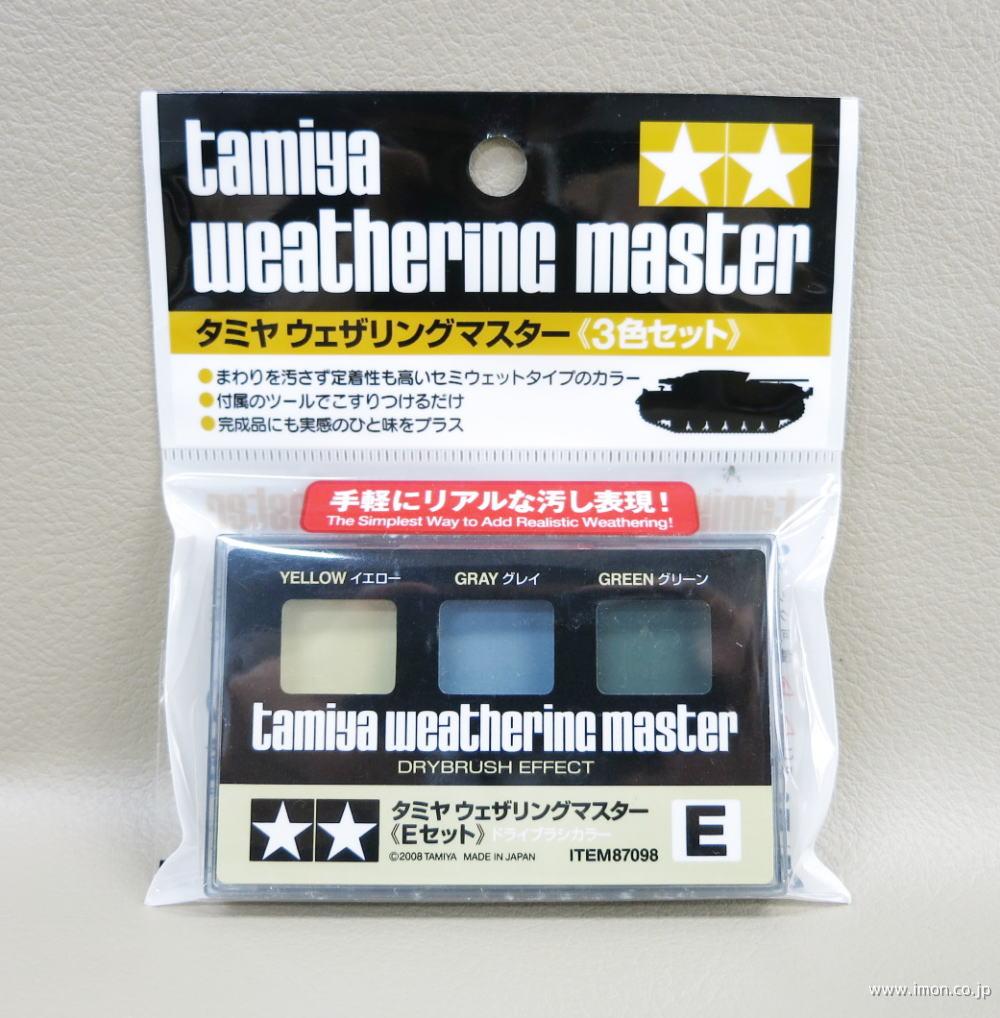 tamiya
weathering master
タミヤ ウェザリングマスター《3色セット》
まわりを汚さず定着性も高いセミウェットタイプのカラー
付属のツールでこすりつけるだけ
完成品にも実感のひと味をプラス
手軽にリアルな汚し表現！
The Simplest Way to Add Realistic Weathering!
YELLOW イエロー GRAY グレイ GREEN グリーン
tamiya weathering master
DRYBRUSH EFFECT
タミヤ ウェザリングマスター
《Eセット》ドライブラシカラー
E
©2008 TAMIYA MADE IN JAPAN ITEM87098
www.imon.co.jp